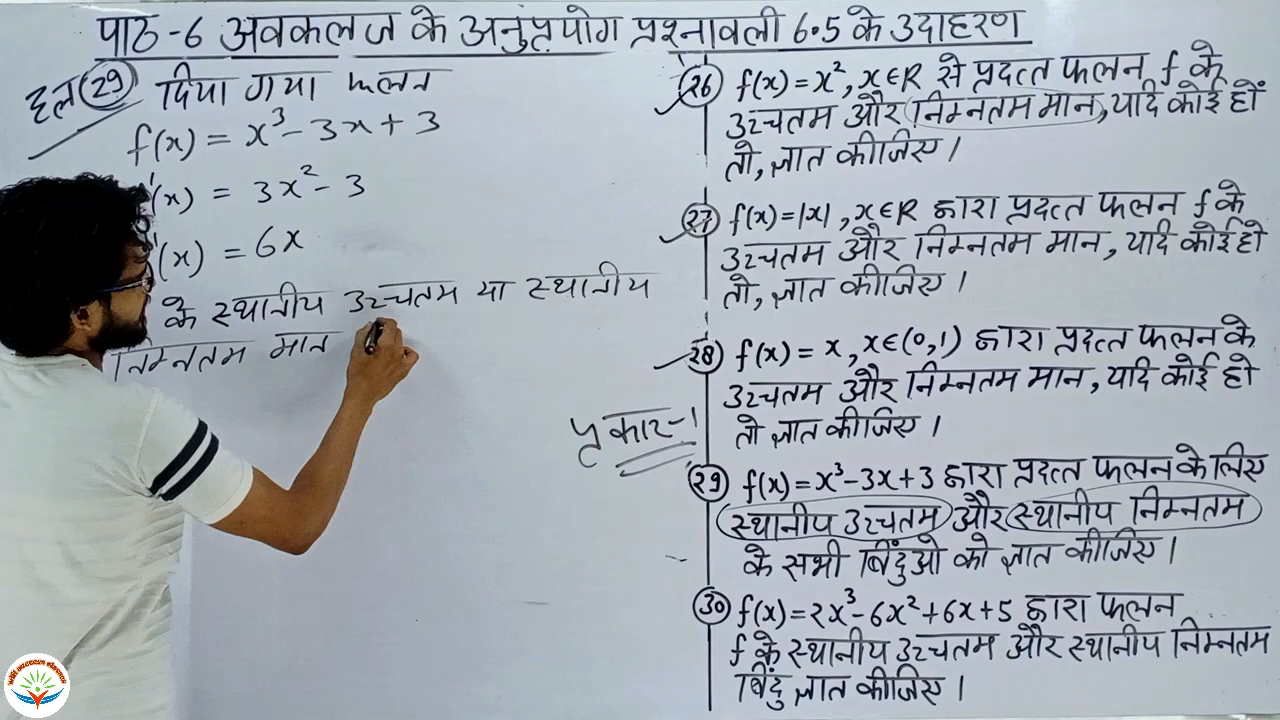 पाठ-6 अवकलज के अनुप्रयोग प्रश्नावली 6.5 के उदाहरण
हल (29) दिया गया फलन
f(x) = x³ - 3x + 3
'(x) = 3x² - 3
''(x) = 6x
के स्थानीय उच्चतम या स्थानीय
निम्नतम मान
प्रकार-1
(26) f(x) = x², x∈R से प्रदत्त फलन f के
उच्चतम और निम्नतम मान, यदि कोई हों
तो, ज्ञात कीजिए।
(27) f(x) = |x|, x∈R द्वारा प्रदत्त फलन f के
उच्चतम और निम्नतम मान, यदि कोई हो
तो, ज्ञात कीजिए।
(28) f(x) = x, x∈(0,1) द्वारा प्रदत्त फलन के
उच्चतम और निम्नतम मान, यदि कोई हो
तो ज्ञात कीजिए।
(29) f(x) = x³ - 3x + 3 द्वारा प्रदत्त फलन के लिए
स्थानीय उच्चतम और स्थानीय निम्नतम
के सभी बिंदुओ को ज्ञात कीजिए।
(30) f(x) = 2x³ - 6x² + 6x + 5 द्वारा फलन
f के स्थानीय उच्चतम और स्थानीय निम्नतम
बिंदु ज्ञात कीजिए।